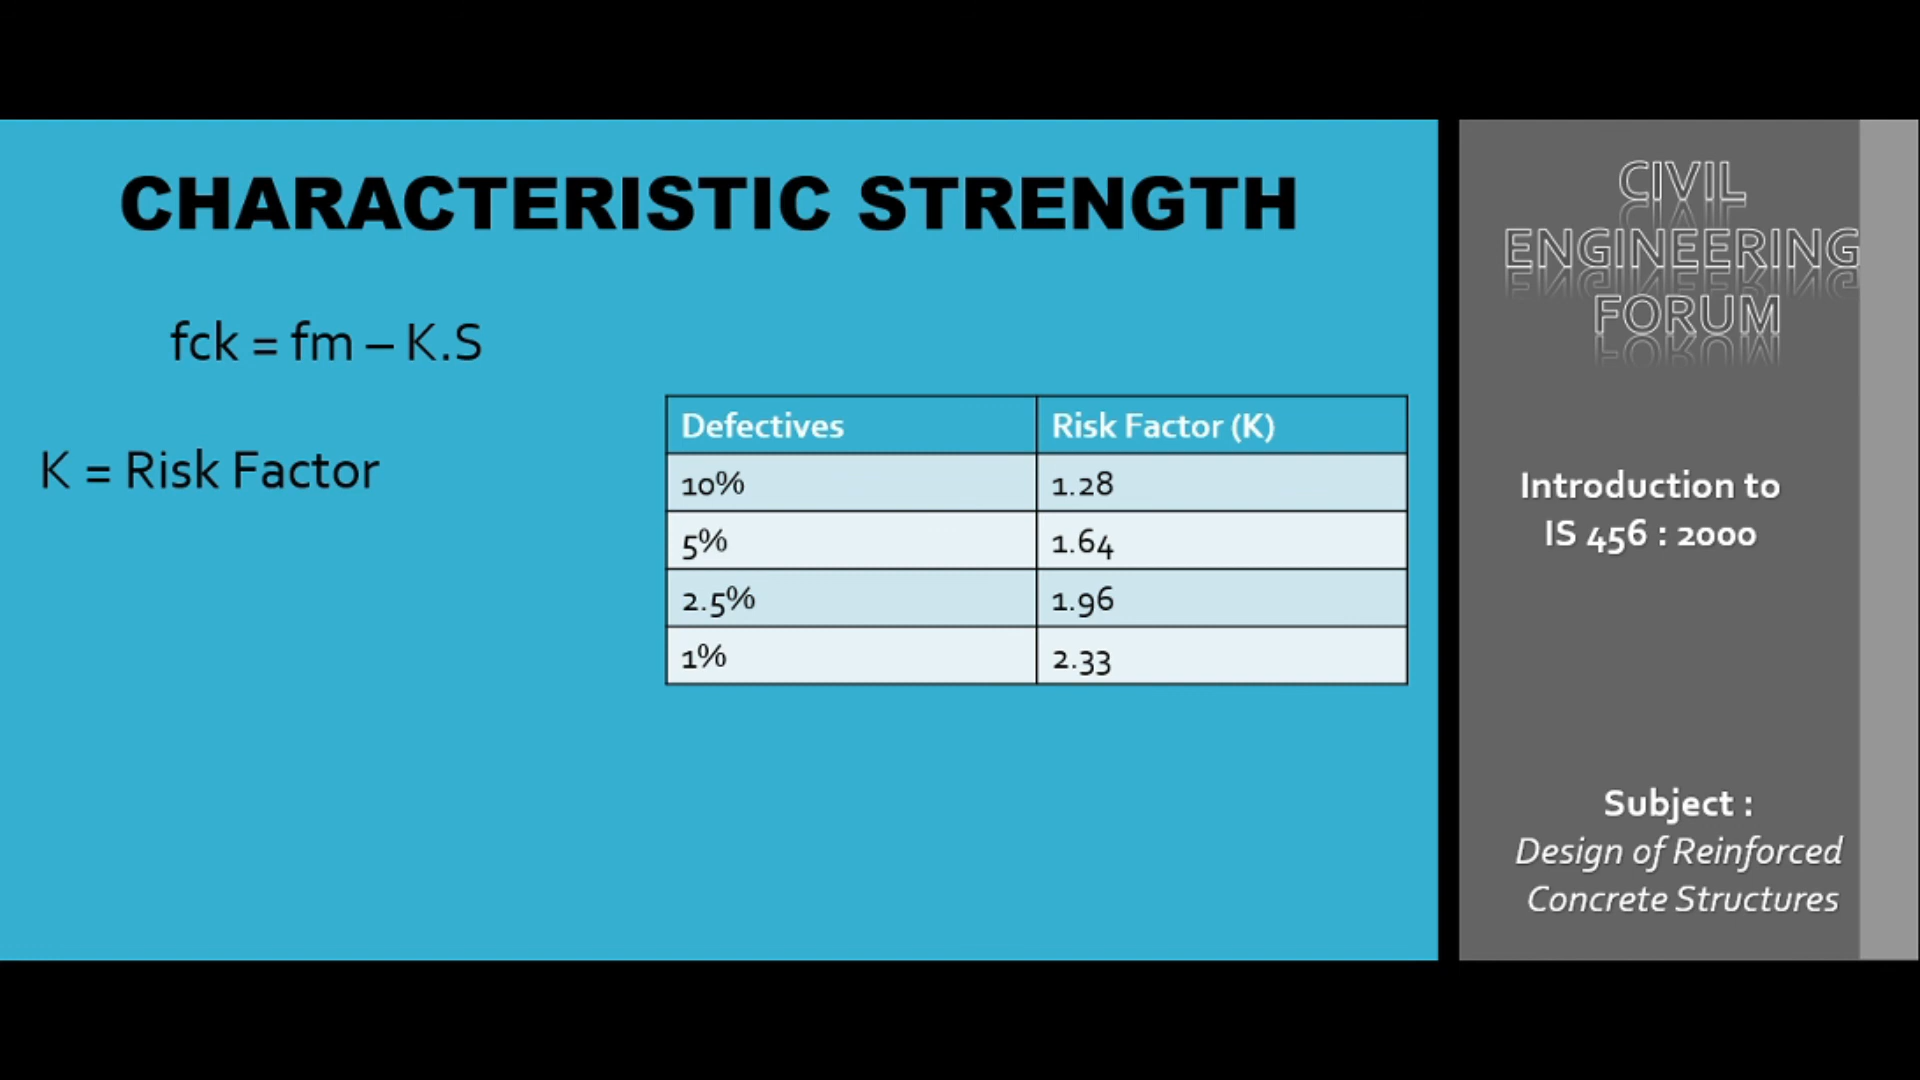 CHARACTERISTIC STRENGTH
fck = fm – K.S
K = Risk Factor
Defectives Risk Factor (K)
10% 1.28
5% 1.64
2.5% 1.96
1% 2.33
CIVIL
ENGINEERING
FORUM
Introduction to
IS 456 : 2000
Subject :
Design of Reinforced
Concrete Structures